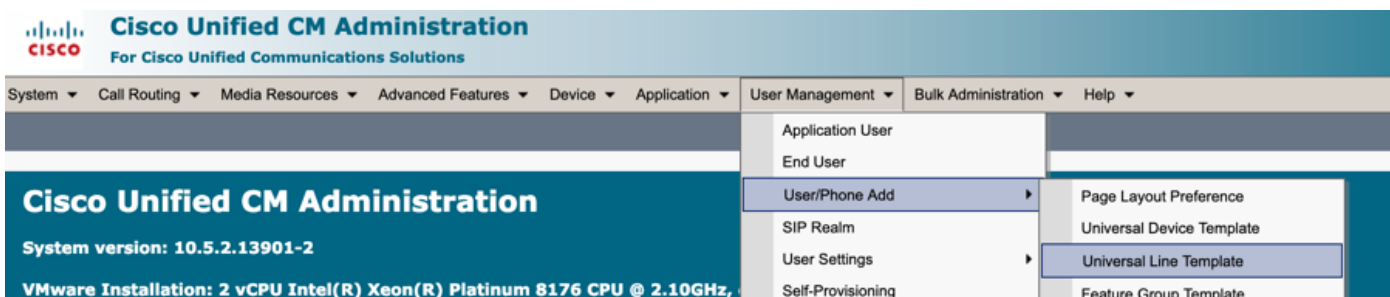 CISCO
Cisco Unified CM Administration
For Cisco Unified Communications Solutions
System Call Routing Media Resources Advanced Features Device Application User Management Bulk Administration Help
Application User
End User
User/Phone Add
SIP Realm
User Settings
Self-Provisioning
Page Layout Preference
Universal Device Template
Universal Line Template
Feature Group Template
Cisco Unified CM Administration
System version: 10.5.2.13901-2
VMware Installation: 2 vCPU Intel(R) Xeon(R) Platinum 8176 CPU @ 2.10GHz,